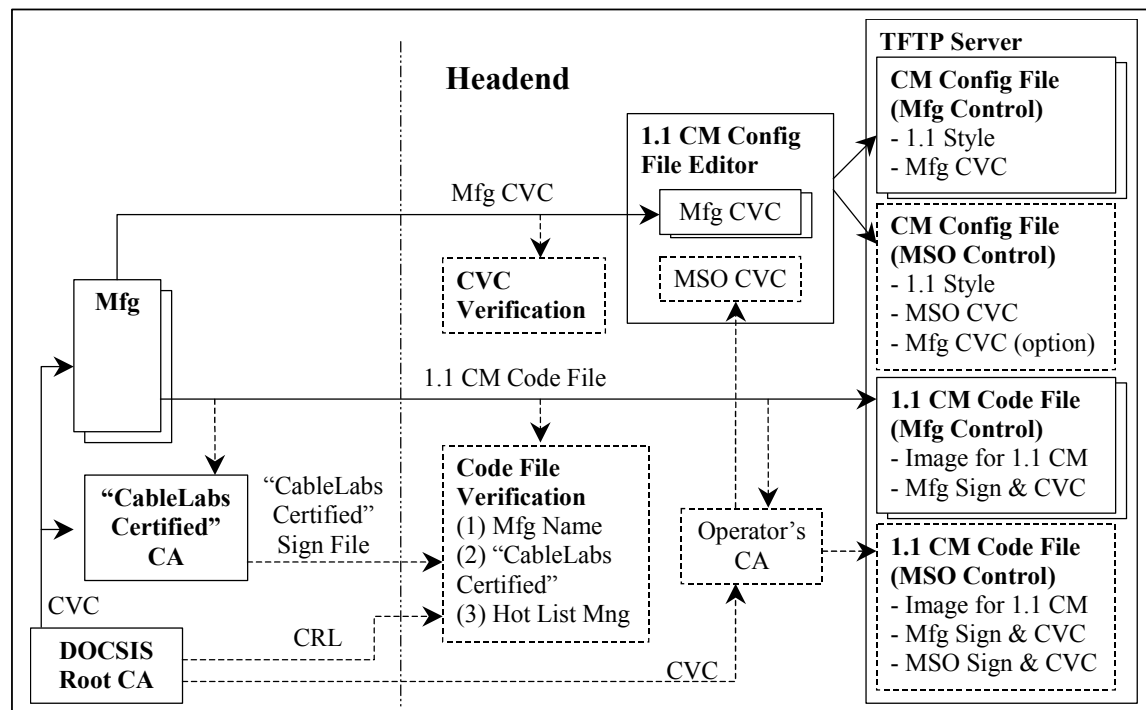 Headend
TFTP Server
CM Config File
(Mfg Control)
- 1.1 Style
- Mfg CVC
1.1 CM Config
File Editor
Mfg CVC
Mfg CVC
CM Config File
(MSO Control)
- 1.1 Style
- MSO CVC
- Mfg CVC (option)
CVC
Verification
MSO CVC
Mfg
1.1 CM Code File
1.1 CM Code File
(Mfg Control)
- Image for 1.1 CM
- Mfg Sign & CVC
Code File
Verification
(1) Mfg Name
(2) “CableLabs
Certified”
(3) Hot List Mng
“CableLabs
Certified”
CA
“CableLabs
Certified”
Sign File
Operator’s
CA
1.1 CM Code File
(MSO Control)
- Image for 1.1 CM
- Mfg Sign & CVC
- MSO Sign & CVC
CVC
CRL
DOCSIS
Root CA
CVC